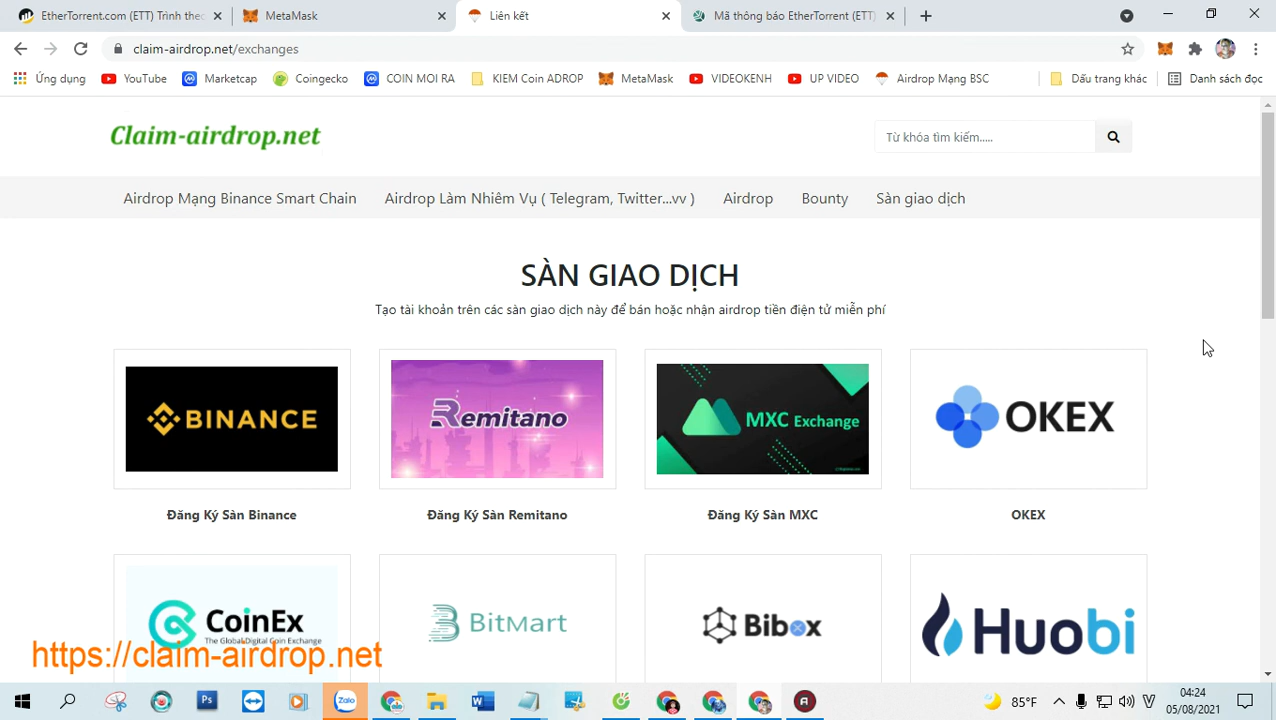 EtherTorrent.com (ETT) Trình theo
MetaMask
Liên kết
Mã thông báo EtherTorrent (ETT)
claim-airdrop.net/exchanges
Ứng dụng
YouTube
Marketcap
Coingecko
COIN MOI RA
KIEM Coin ADROP
MetaMask
VIDEOKENH
UP VIDEO
Airdrop Mạng BSC
Dấu trang khác
Danh sách đọc
Claim-airdrop.net
Từ khóa tìm kiếm.....
Airdrop Mạng Binance Smart Chain
Airdrop Làm Nhiêm Vụ ( Telegram, Twitter...vv )
Airdrop
Bounty
Sàn giao dịch
SÀN GIAO DỊCH
Tạo tài khoản trên các sàn giao dịch này để bán hoặc nhận airdrop tiền điện tử miễn phí
BINANCE
Remitano
MXC Exchange
OKEX
Đăng Ký Sàn Binance
Đăng Ký Sàn Remitano
Đăng Ký Sàn MXC
OKEX
CoinEx
The Global Digital Coin Exchange
BitMart
Bibox
Huobi
https://claim-airdrop.net
Ps
Zalo
85°F
04:24
05/08/2021